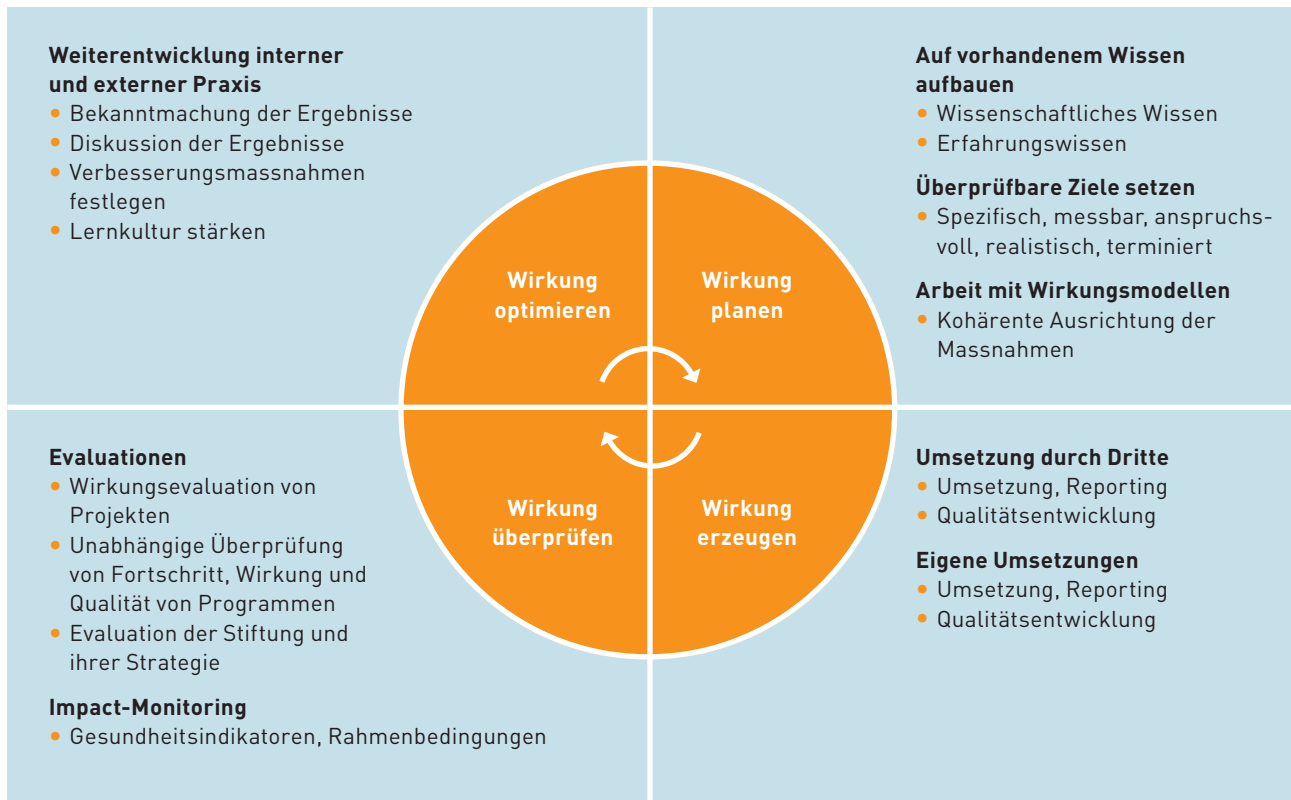 Weiterentwicklung interner
und externer Praxis
• Bekanntmachung der Ergebnisse
• Diskussion der Ergebnisse
• Verbesserungsmassnahmen
festlegen
• Lernkultur stärken
Auf vorhandenem Wissen
aufbauen
• Wissenschaftliches Wissen
• Erfahrungswissen
Überprüfbare Ziele setzen
• Spezifisch, messbar, anspruchs-
voll, realistisch, terminiert
Arbeit mit Wirkungsmodellen
• Kohärente Ausrichtung der
Massnahmen
Wirkung
optimieren
Wirkung
planen
Wirkung
überprüfen
Wirkung
erzeugen
Evaluationen
• Wirkungsevaluation von
Projekten
• Unabhängige Überprüfung
von Fortschritt, Wirkung und
Qualität von Programmen
• Evaluation der Stiftung und
ihrer Strategie
Impact-Monitoring
• Gesundheitsindikatoren, Rahmenbedingungen
Umsetzung durch Dritte
• Umsetzung, Reporting
• Qualitätsentwicklung
Eigene Umsetzungen
• Umsetzung, Reporting
• Qualitätsentwicklung